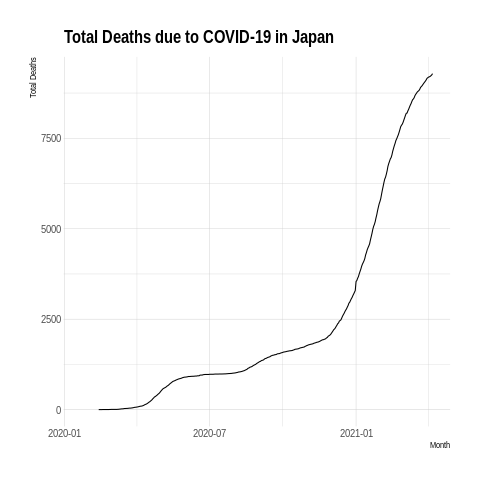 Total Deaths due to COVID-19 in Japan
Total Deaths
7500
5000
2500
0
2020-01
2020-07
2021-01
Month